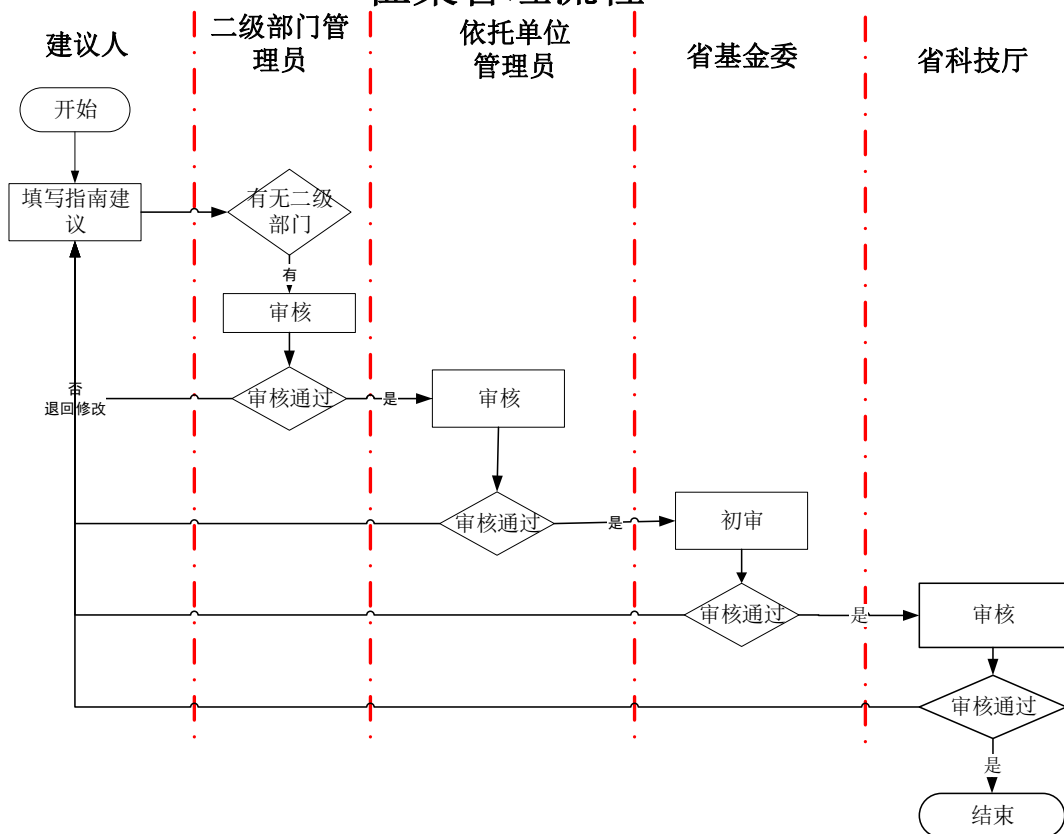 建议人
二级部门管
理员
依托单位
管理员
省基金委
省科技厅
开始
填写指南建
议
有无二级
部门
有
审核
审核通过
否
退回修改
是
审核
审核通过
是
初审
审核通过
是
审核
审核通过
是
结束